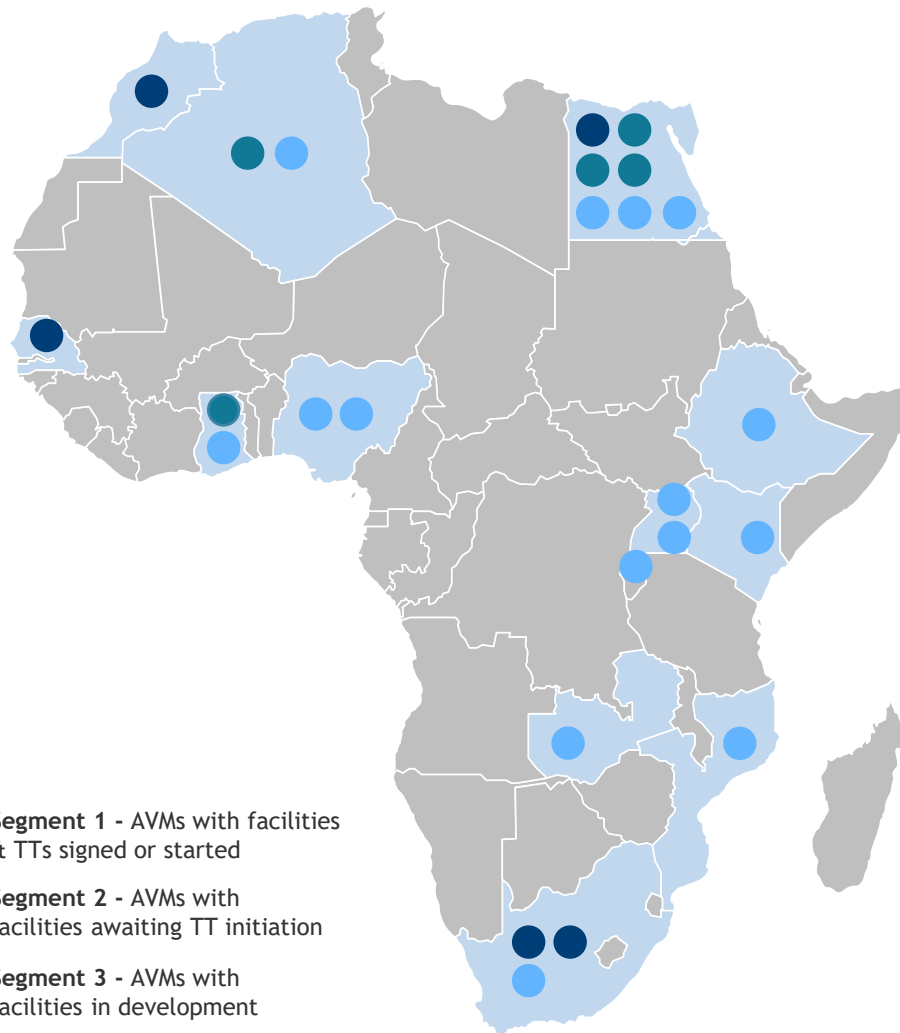 Segment 1 - AVMs with facilities
& TTs signed or started
Segment 2 - AVMs with
facilities awaiting TT initiation
Segment 3 - AVMs with
facilities in development